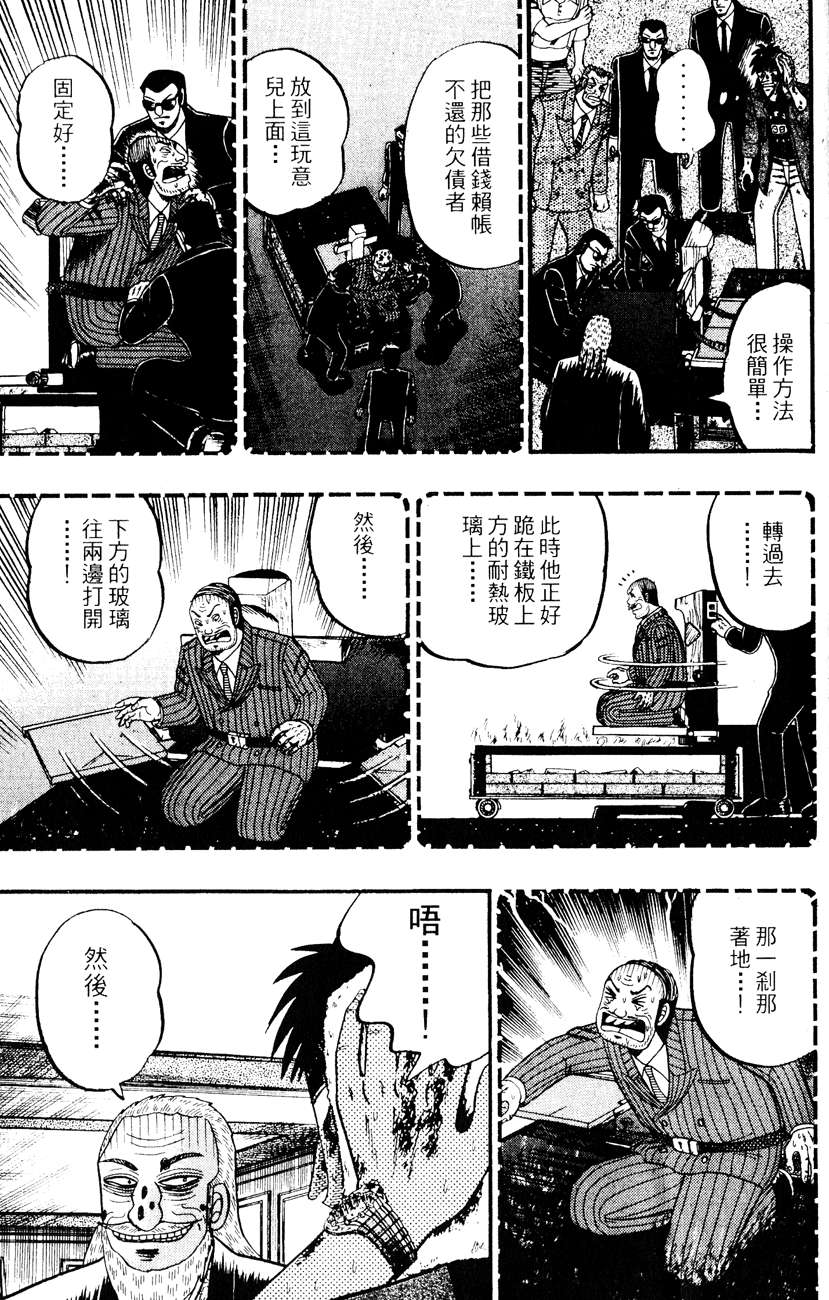 ……
操作方法
很簡單…
把那些借錢賴帳
不還的欠債者
放到這玩意
兒上面…
固定好……
轉過去
……!
此時他正好
跪在鐵板上
方的耐熱玻
璃上……
然後……
下方的玻璃
往兩邊打開
……!
那一剎那
著地…!
唔……!
然後……